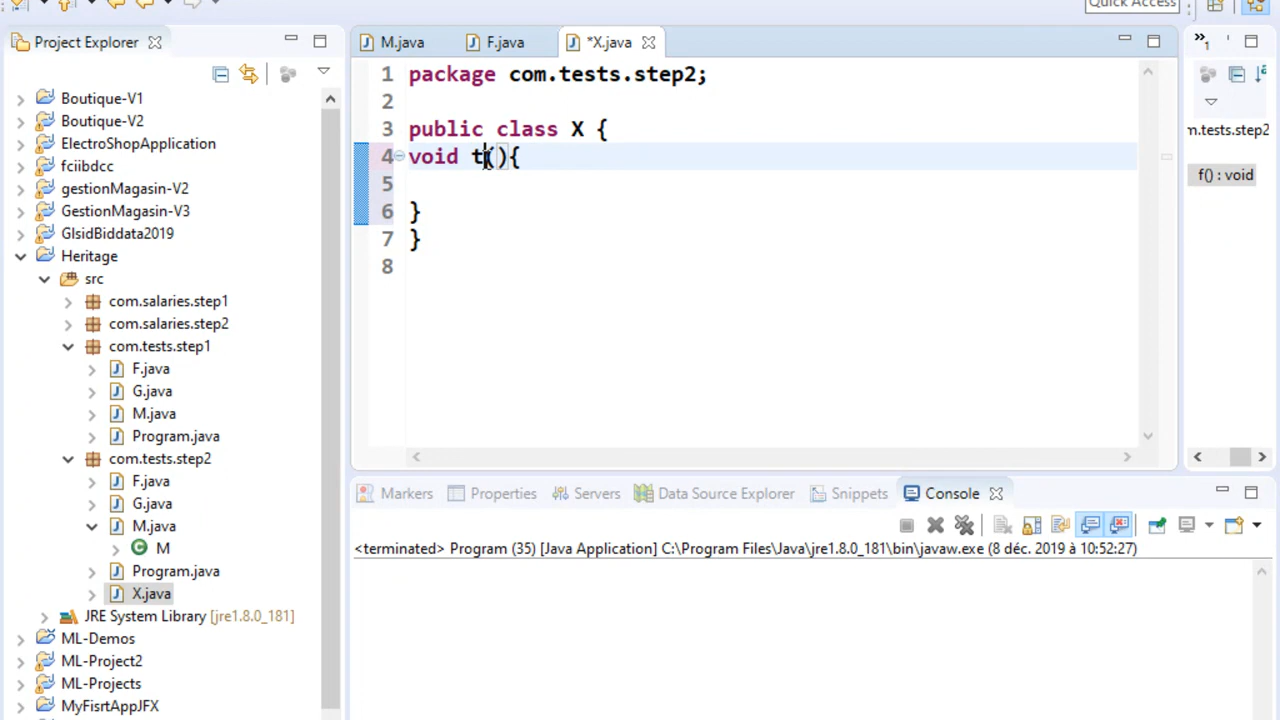 Quick Access
Project Explorer
Boutique-V1
Boutique-V2
ElectroShopApplication
fciibdcc
gestionMagasin-V2
GestionMagasin-V3
GlsidBiddata2019
Heritage
src
com.salaries.step1
com.salaries.step2
com.tests.step1
F.java
G.java
M.java
Program.java
com.tests.step2
F.java
G.java
M.java
M
Program.java
X.java
JRE System Library [jre1.8.0_181]
ML-Demos
ML-Project2
ML-Projects
MyFisrtAppJFX
M.java F.java *X.java
1 package com.tests.step2;
2
3 public class X {
4 void t(){
5
6 }
7 }
8
1
m.tests.step2
f() : void
Markers Properties Servers Data Source Explorer Snippets Console
<terminated> Program (35) [Java Application] C:\Program Files\Java\jre1.8.0_181\bin\javaw.exe (8 déc. 2019 à 10:52:27)